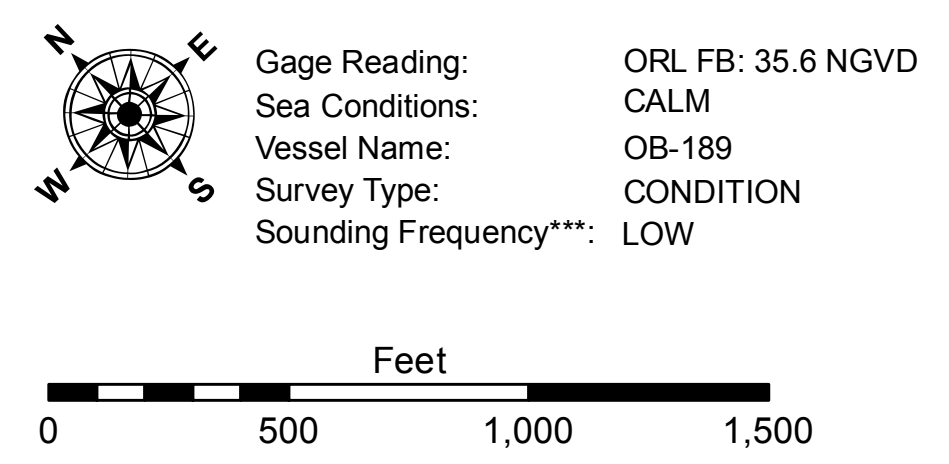 N E
W S
Gage Reading: ORL FB: 35.6 NGVD
Sea Conditions: CALM
Vessel Name: OB-189
Survey Type: CONDITION
Sounding Frequency***: LOW
Feet
0 500 1,000 1,500